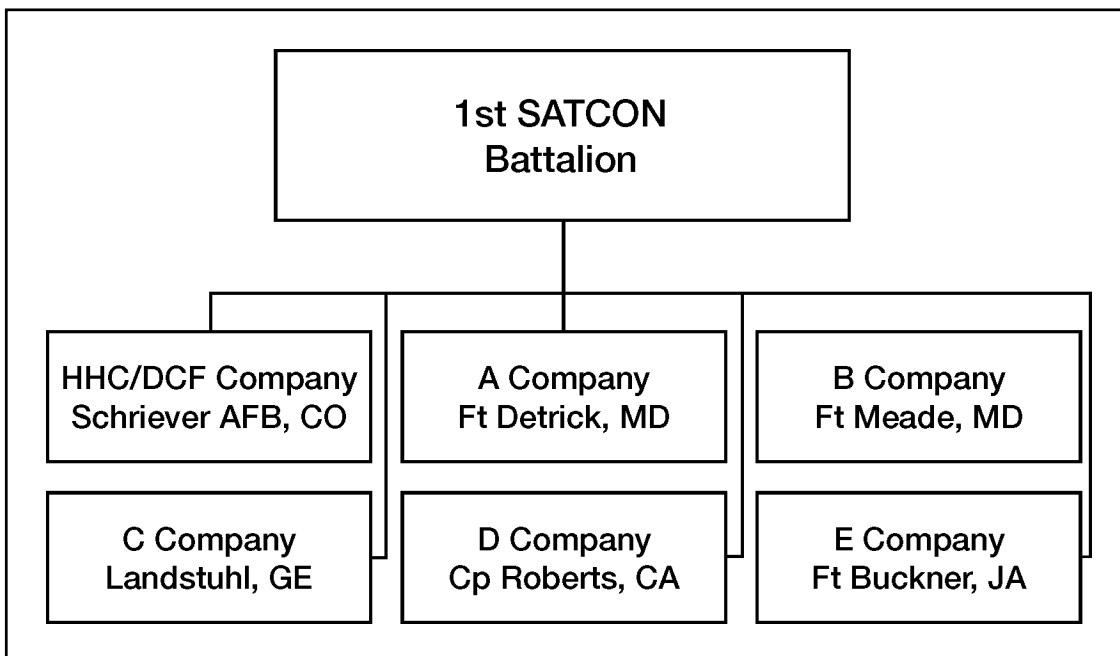 1st SATCON
Battalion
HHC/DCF Company
Schriever AFB, CO
A Company
Ft Detrick, MD
B Company
Ft Meade, MD
C Company
Landstuhl, GE
D Company
Cp Roberts, CA
E Company
Ft Buckner, JA